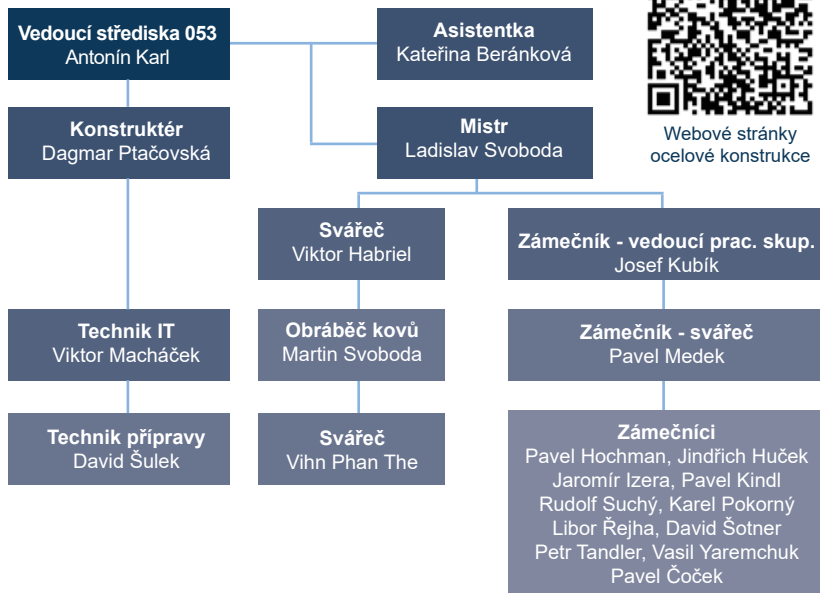 Vedoucí střediska 053
Antonín Karl
Asistentka
Kateřina Beránková
Webové stránky
ocelové konstrukce
Konstruktér
Dagmar Ptačovská
Mistr
Ladislav Svoboda
Svářeč
Viktor Habriel
Zámečník - vedoucí prac. skup.
Josef Kubík
Technik IT
Viktor Macháček
Obráběč kovů
Martin Svoboda
Zámečník - svářeč
Pavel Medek
Technik přípravy
David Šulek
Svářeč
Vihn Phan The
Zámečníci
Pavel Hochman, Jindřich Huček
Jaromír Izera, Pavel Kindl
Rudolf Suchý, Karel Pokorný
Libor Řejha, David Šotner
Petr Tandler, Vasil Yaremchuk
Pavel Čoček